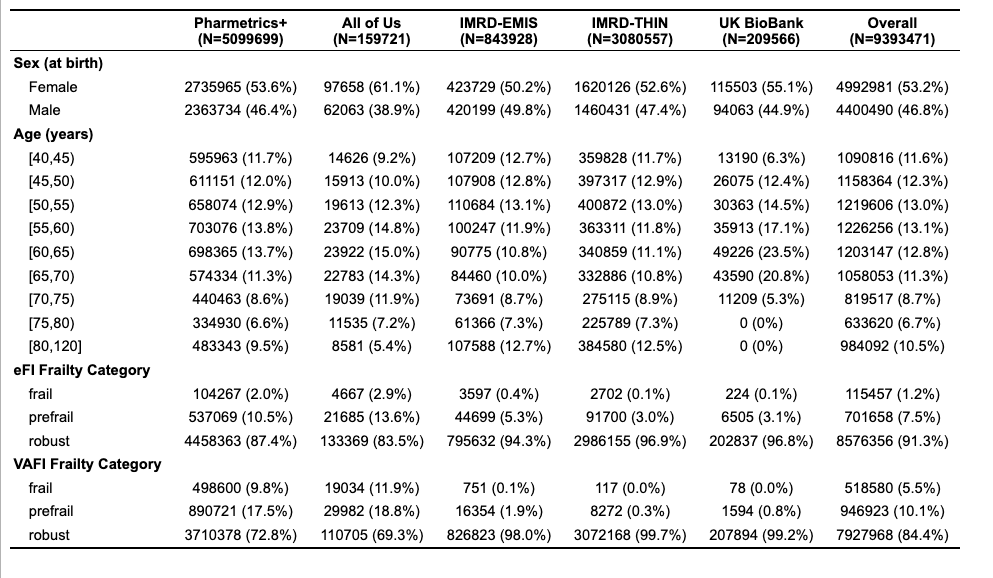 Pharmetrics+ All of Us IMRD-EMIS IMRD-THIN UK BioBank Overall
(N=5099699) (N=159721) (N=843928) (N=3080557) (N=209566) (N=9393471)
Sex (at birth)
Female 2735965 (53.6%) 97658 (61.1%) 423729 (50.2%) 1620126 (52.6%) 115503 (55.1%) 4992981 (53.2%)
Male 2363734 (46.4%) 62063 (38.9%) 420199 (49.8%) 1460431 (47.4%) 94063 (44.9%) 4400490 (46.8%)
Age (years)
[40,45) 595963 (11.7%) 14626 (9.2%) 107209 (12.7%) 359828 (11.7%) 13190 (6.3%) 1090816 (11.6%)
[45,50) 611151 (12.0%) 15913 (10.0%) 107908 (12.8%) 397317 (12.9%) 26075 (12.4%) 1158364 (12.3%)
[50,55) 658074 (12.9%) 19613 (12.3%) 110684 (13.1%) 400872 (13.0%) 30363 (14.5%) 1219606 (13.0%)
[55,60) 703076 (13.8%) 23709 (14.8%) 100247 (11.9%) 363311 (11.8%) 35913 (17.1%) 1226256 (13.1%)
[60,65) 698365 (13.7%) 23922 (15.0%) 90775 (10.8%) 340859 (11.1%) 49226 (23.5%) 1203147 (12.8%)
[65,70) 574334 (11.3%) 22783 (14.3%) 84460 (10.0%) 332886 (10.8%) 43590 (20.8%) 1058053 (11.3%)
[70,75) 440463 (8.6%) 19039 (11.9%) 73691 (8.7%) 275115 (8.9%) 11209 (5.3%) 819517 (8.7%)
[75,80) 334930 (6.6%) 11535 (7.2%) 61366 (7.3%) 225789 (7.3%) 0 (0%) 633620 (6.7%)
[80,120] 483343 (9.5%) 8581 (5.4%) 107588 (12.7%) 384580 (12.5%) 0 (0%) 984092 (10.5%)
eFI Frailty Category
frail 104267 (2.0%) 4667 (2.9%) 3597 (0.4%) 2702 (0.1%) 224 (0.1%) 115457 (1.2%)
prefrail 537069 (10.5%) 21685 (13.6%) 44699 (5.3%) 91700 (3.0%) 6505 (3.1%) 701658 (7.5%)
robust 4458363 (87.4%) 133369 (83.5%) 795632 (94.3%) 2986155 (96.9%) 202837 (96.8%) 8576356 (91.3%)
VAFI Frailty Category
frail 498600 (9.8%) 19034 (11.9%) 751 (0.1%) 117 (0.0%) 78 (0.0%) 518580 (5.5%)
prefrail 890721 (17.5%) 29982 (18.8%) 16354 (1.9%) 8272 (0.3%) 1594 (0.8%) 946923 (10.1%)
robust 3710378 (72.8%) 110705 (69.3%) 826823 (98.0%) 3072168 (99.7%) 207894 (99.2%) 7927968 (84.4%)